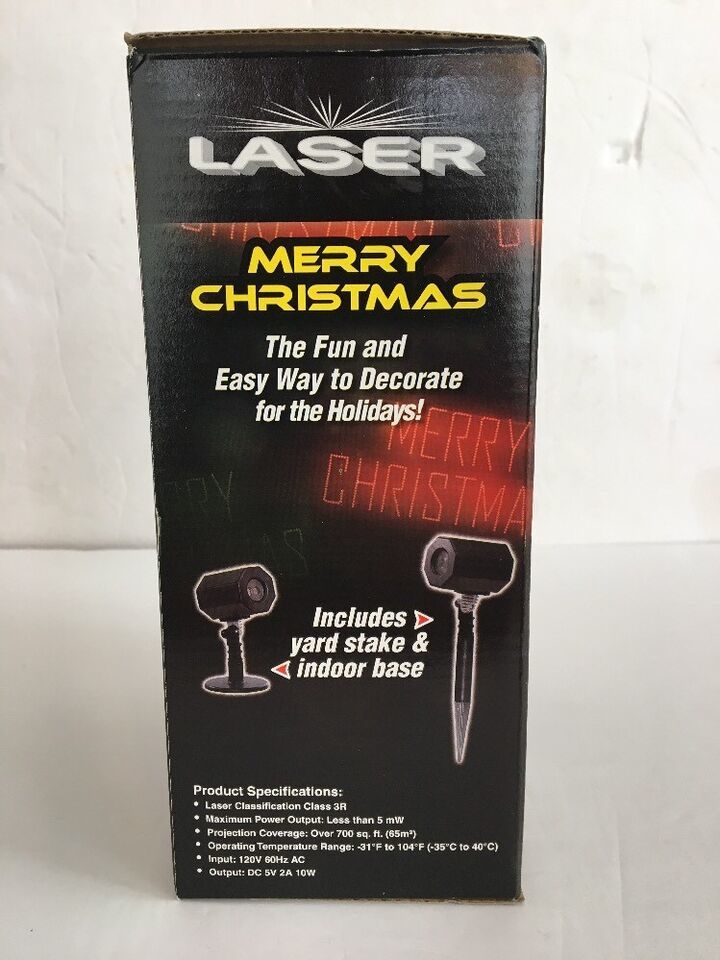 LASER
CHRISTMAS
MERRY
CHRISTMAS
The Fun and
Easy Way to Decorate
for the Holidays!
MERRY
CHRISTMA
RY
AS
Includes
yard stake &
indoor base
Product Specifications:
• Laser Classification Class 3R
• Maximum Power Output: Less than 5 mW
• Projection Coverage: Over 700 sq. ft. (65m²)
• Operating Temperature Range: -31°F to 104°F (-35°C to 40°C)
• Input: 120V 60Hz AC
• Output: DC 5V 2A 10W